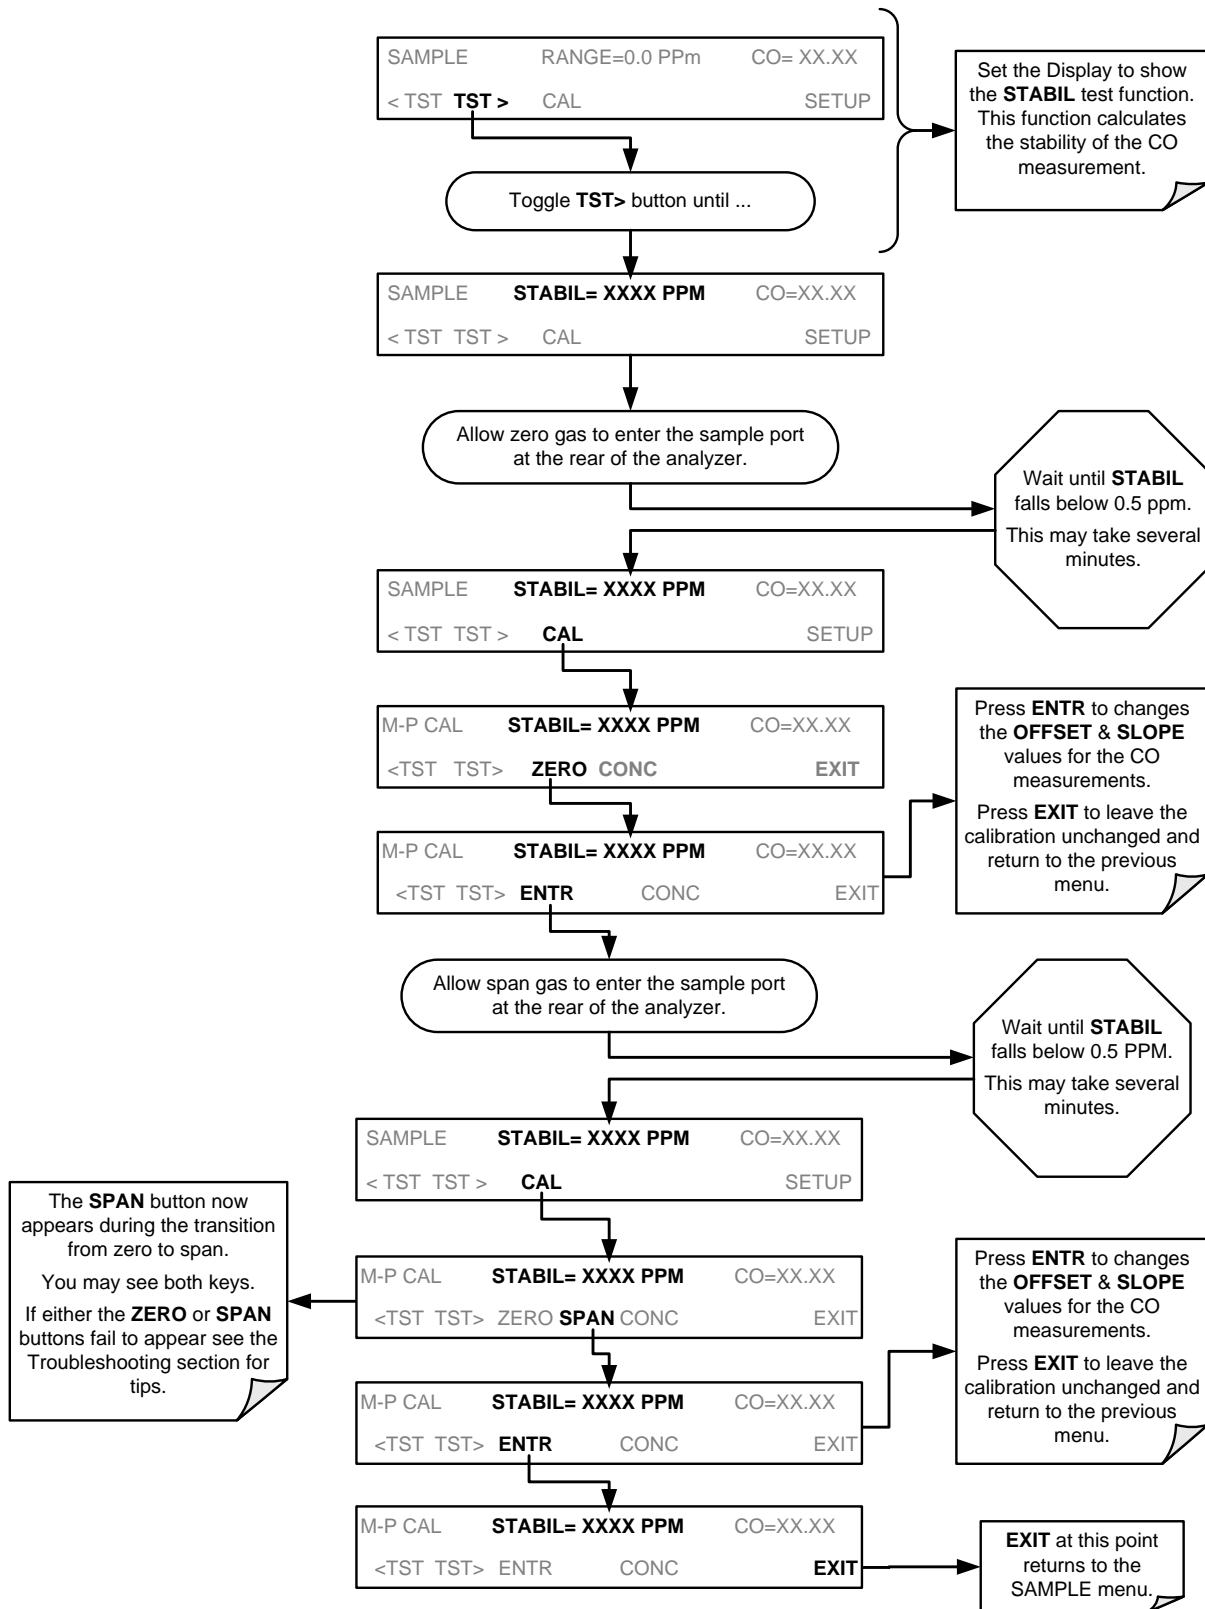 SAMPLE RANGE=0.0 PPm CO= XX.XX
< TST TST > CAL SETUP
Set the Display to show
the STABIL test function.
This function calculates
the stability of the CO
measurement.
Toggle TST> button until ...
SAMPLE STABIL= XXXX PPM CO=XX.XX
< TST TST > CAL SETUP
Allow zero gas to enter the sample port
at the rear of the analyzer.
Wait until STABIL
falls below 0.5 ppm.
This may take several
minutes.
SAMPLE STABIL= XXXX PPM CO=XX.XX
< TST TST > CAL SETUP
M-P CAL STABIL= XXXX PPM CO=XX.XX
<TST TST> ZERO CONC EXIT
M-P CAL STABIL= XXXX PPM CO=XX.XX
<TST TST> ENTR CONC EXIT
Press ENTR to changes
the OFFSET & SLOPE
values for the CO
measurements.
Press EXIT to leave the
calibration unchanged and
return to the previous
menu.
Allow span gas to enter the sample port
at the rear of the analyzer.
Wait until STABIL
falls below 0.5 PPM.
This may take several
minutes.
SAMPLE STABIL= XXXX PPM CO=XX.XX
< TST TST > CAL SETUP
The SPAN button now
appears during the transition
from zero to span.
You may see both keys.
If either the ZERO or SPAN
buttons fail to appear see the
Troubleshooting section for
tips.
M-P CAL STABIL= XXXX PPM CO=XX.XX
<TST TST> ZERO SPAN CONC EXIT
M-P CAL STABIL= XXXX PPM CO=XX.XX
<TST TST> ENTR CONC EXIT
Press ENTR to changes
the OFFSET & SLOPE
values for the CO
measurements.
Press EXIT to leave the
calibration unchanged and
return to the previous
menu.
M-P CAL STABIL= XXXX PPM CO=XX.XX
<TST TST> ENTR CONC EXIT
EXIT at this point
returns to the
SAMPLE menu.